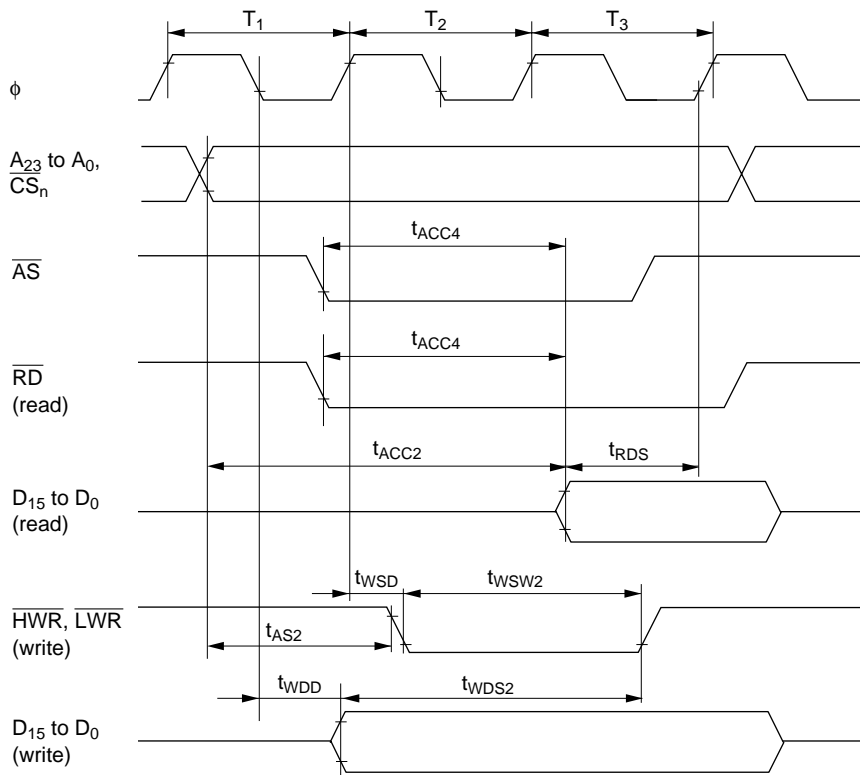 T1 T2 T3
ϕ
A23 to A0,
CSn
tACC4
AS
tACC4
RD
(read)
tACC2 tRDS
D15 to D0
(read)
tWSD tWSW2
HWR, LWR
(write)
tAS2
tWDD tWDS2
D15 to D0
(write)